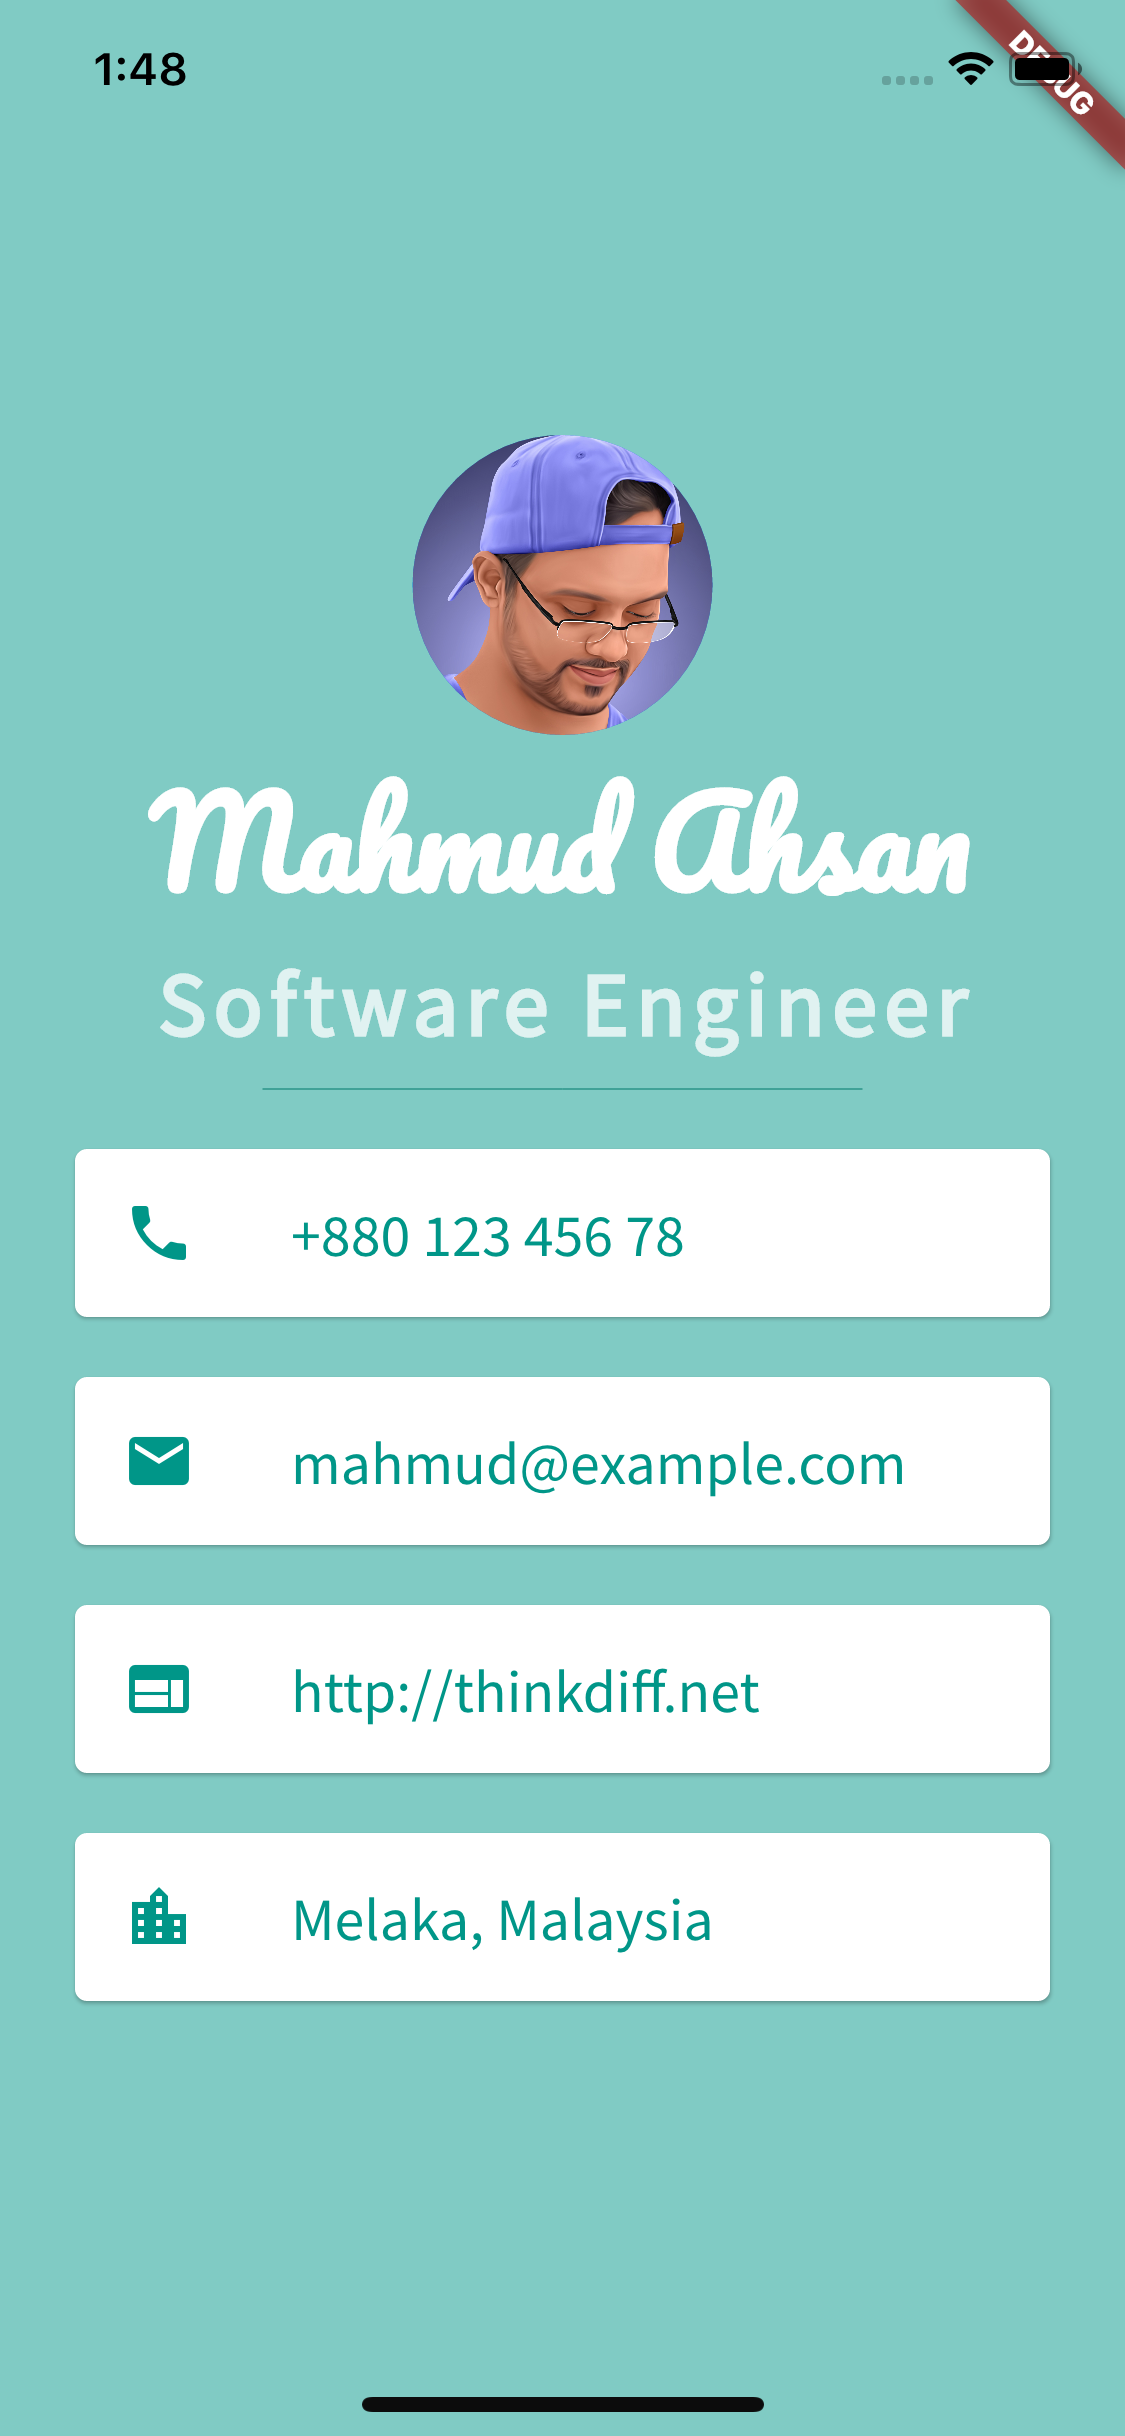 1:48
DEBUG
Mahmud Ahsan
Software Engineer
+880 123 456 78
mahmud@example.com
http://thinkdiff.net
Melaka, Malaysia